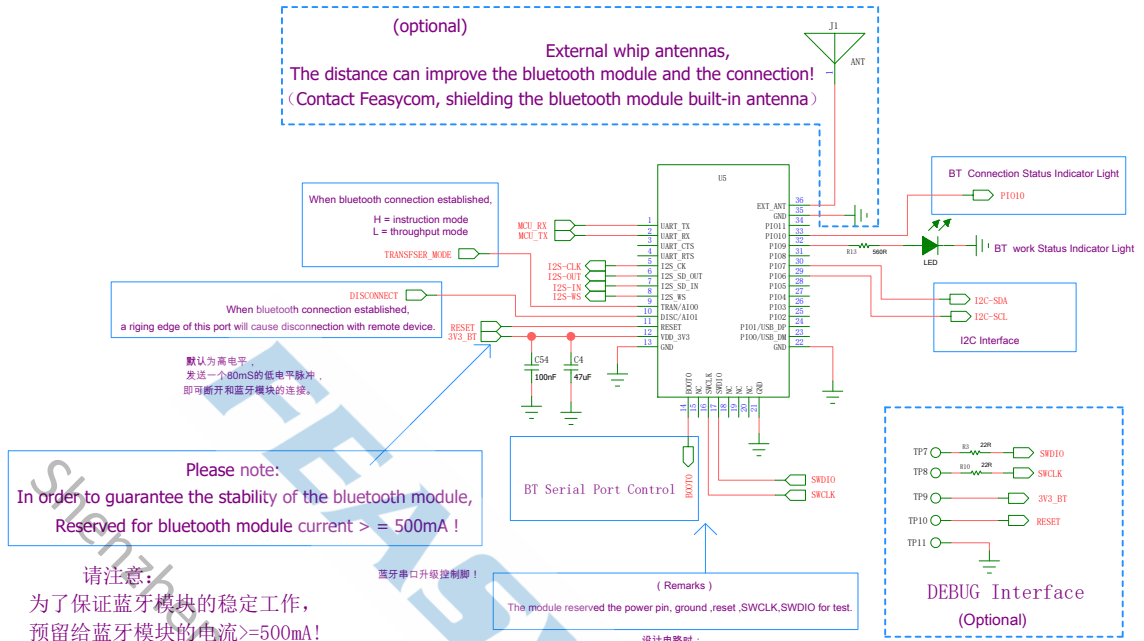 (optional)
External whip antennas,
The distance can improve the bluetooth module and the connection!
（Contact Feasycom, shielding the bluetooth module built-in antenna）
J1
ANT
1
When bluetooth connection established,
H = instruction mode
L = throughput mode
TRANSFSER_MODE
DISCONNECT
When bluetooth connection established,
a riging edge of this port will cause disconnection with remote device.
MCU_RX
MCU_TX
I2S-CLK
I2S-OUT
I2S-IN
I2S-WS
RESET
3V3_BT
C54
100nF
C4
47uF
U5
1 UART_TX
2 UART_RX
3 UART_CTS
4 UART_RTS
5 I2S_CK
6 I2S_SD_OUT
7 I2S_SD_IN
8 I2S_WS
9 TRAN/AIO0
10 DISC/AIO1
11 RESET
12 VDD_3V3
13 GND
EXT_ANT 36
GND 35
PIO11 34
PIO10 33
PIO9 32
PIO8 31
PIO7 30
PIO6 29
PIO5 28
PIO4 27
PIO3 26
PIO2 25
PIO1/USB_DP 24
PIO0/USB_DM 23
GND 22
BOOTO
NC
SWCLK
SWDIO
NC
NC
NC
GND
14
15
16
17
18
19
20
21
BT Connection Status Indicator Light
PIO10
R13
560R
LED
BT work Status Indicator Light
I2C-SDA
I2C-SCL
I2C Interface
默认为高电平，
发送一个80mS的低电平脉冲，
即可断开和蓝牙模块的连接。
Please note:
In order to guarantee the stability of the bluetooth module,
Reserved for bluetooth module current > = 500mA !
请注意：
为了保证蓝牙模块的稳定工作，
预留给蓝牙模块的电流>=500mA!
BT Serial Port Control
BOOTO
SWDIO
SWCLK
蓝牙串口升级控制脚！
( Remarks )
The module reserved the power pin, ground ,reset ,SWCLK,SWDIO for test.
设计电路时：
TP7
R3
22R
SWDIO
TP8
R10
22R
SWCLK
TP9
3V3_BT
TP10
RESET
TP11
DEBUG Interface
(Optional)
Shenzhen
FEASY